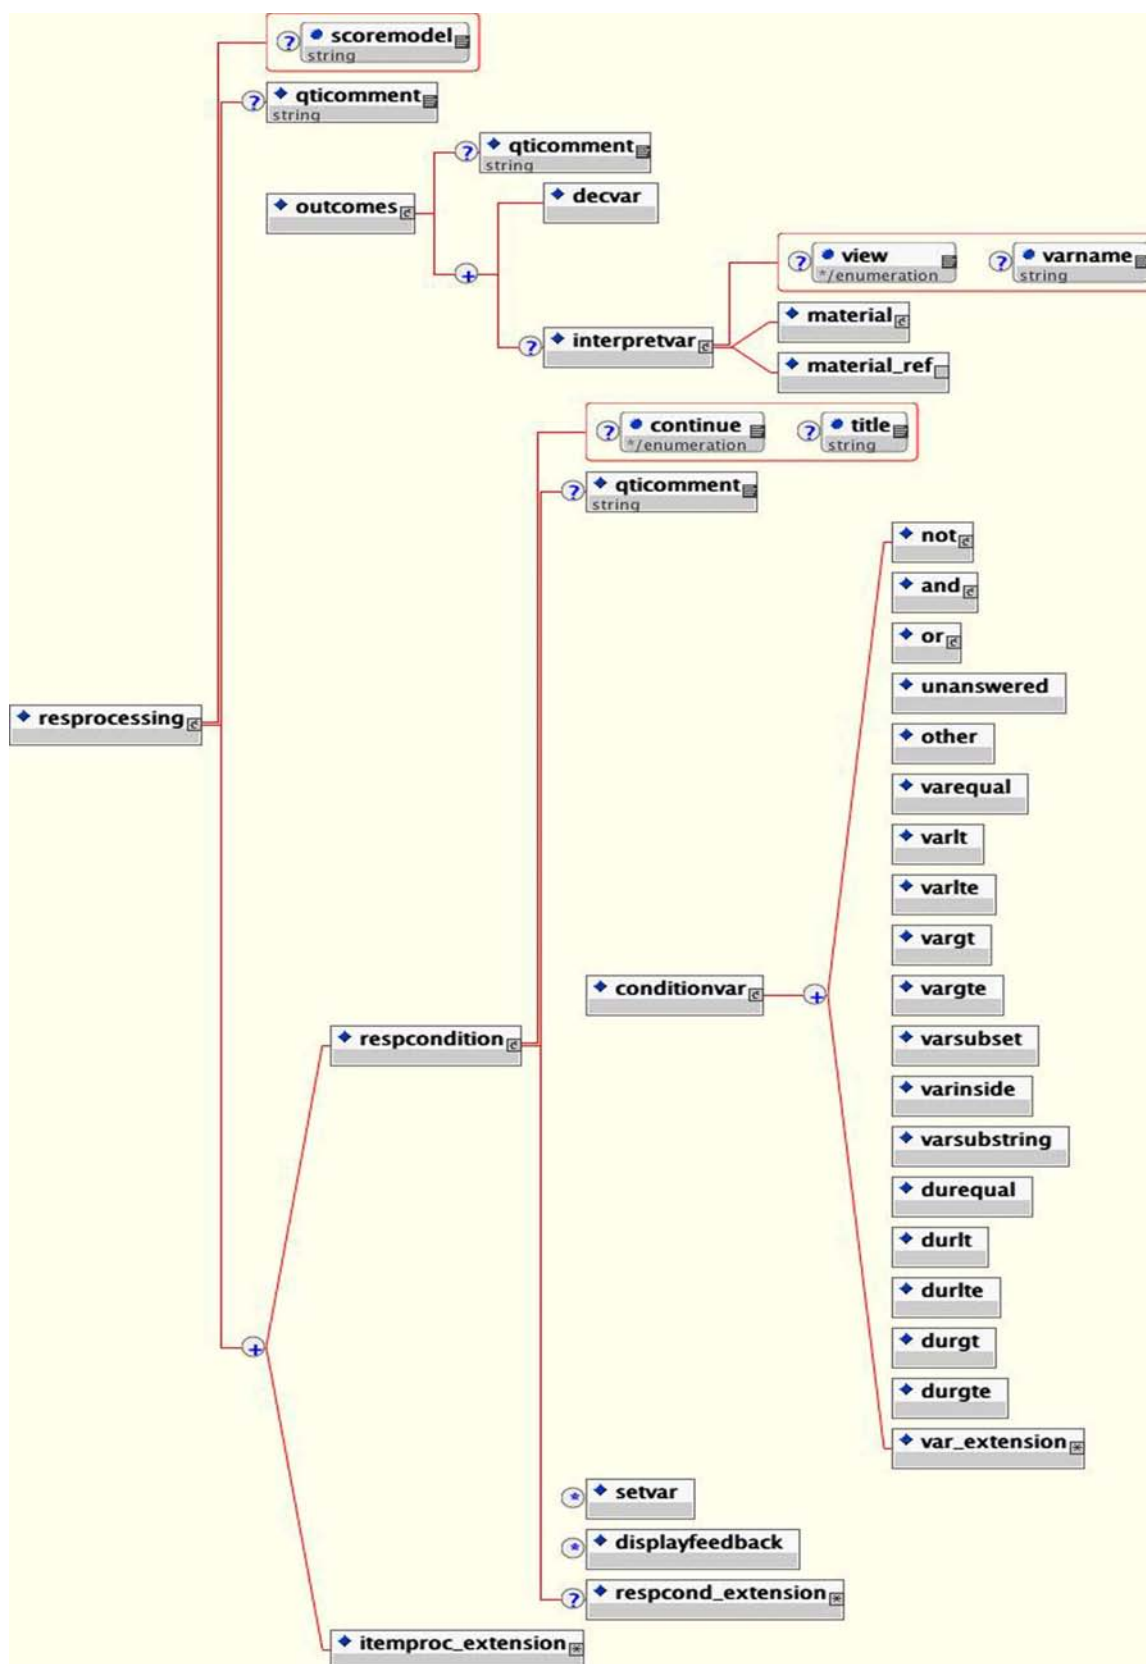 scoremodel
string
qticomment
string
qticomment
string
outcomes
decvar
view
*/enumeration
varname
string
material
interpretvar
material_ref
continue
*/enumeration
title
string
qticomment
string
not
and
or
unanswered
resprocessing
other
varequal
varlt
varlte
vargt
conditionvar
vargte
respcondition
varsubset
varinside
varsubstring
durequal
durlt
durlte
durgt
durgte
var_extension
setvar
displayfeedback
respcond_extension
itemproc_extension